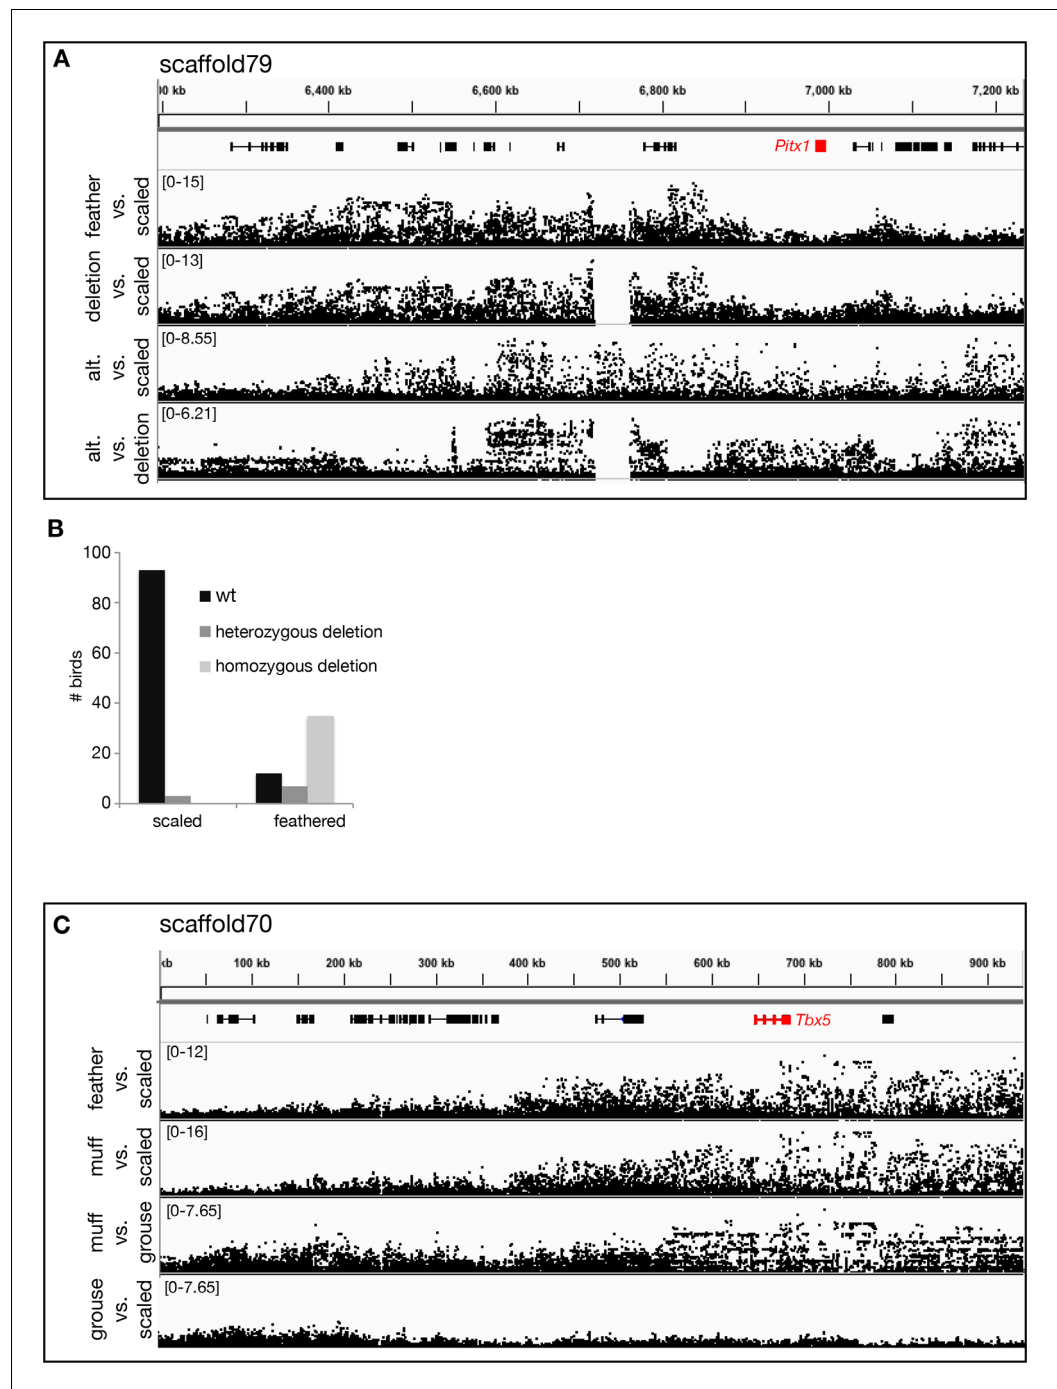 A
scaffold79
00 kb 6,400 kb 6,600 kb 6,800 kb 7,000 kb 7,200 kb
Pitx1
feather vs. scaled
[0-15]
deletion vs. scaled
[0-13]
alt. vs. scaled
[0-8.55]
alt. vs. deletion
[0-6.21]
B
100
80
60
40
20
0
# birds
wt
heterozygous deletion
homozygous deletion
scaled feathered
C
scaffold70
kb 100 kb 200 kb 300 kb 400 kb 500 kb 600 kb 700 kb 800 kb 900 kb
Tbx5
feather vs. scaled
[0-12]
muff vs. scaled
[0-16]
muff vs. grouse
[0-7.65]
grouse vs. scaled
[0-7.65]